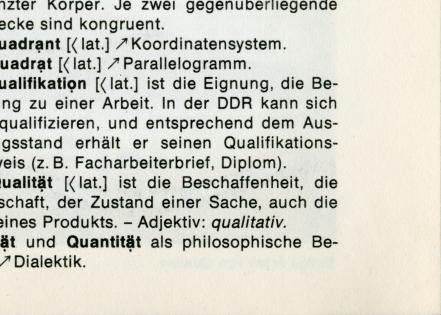 nzter Körper. Je zwei gegenüberliegende
ecke sind kongruent.
uadrant [⟨lat.] ↗Koordinatensystem.
uadrat [⟨lat.] ↗Parallelogramm.
ualifikation [⟨lat.] ist die Eignung, die Be-
ng zu einer Arbeit. In der DDR kann sich
qualifizieren, und entsprechend dem Aus-
ngsstand erhält er seinen Qualifikations-
veis (z. B. Facharbeiterbrief, Diplom).
ualität [⟨lat.] ist die Beschaffenheit, die
schaft, der Zustand einer Sache, auch die
eines Produkts. – Adjektiv: qualitativ.
ät und Quantität als philosophische Be-
↗Dialektik.